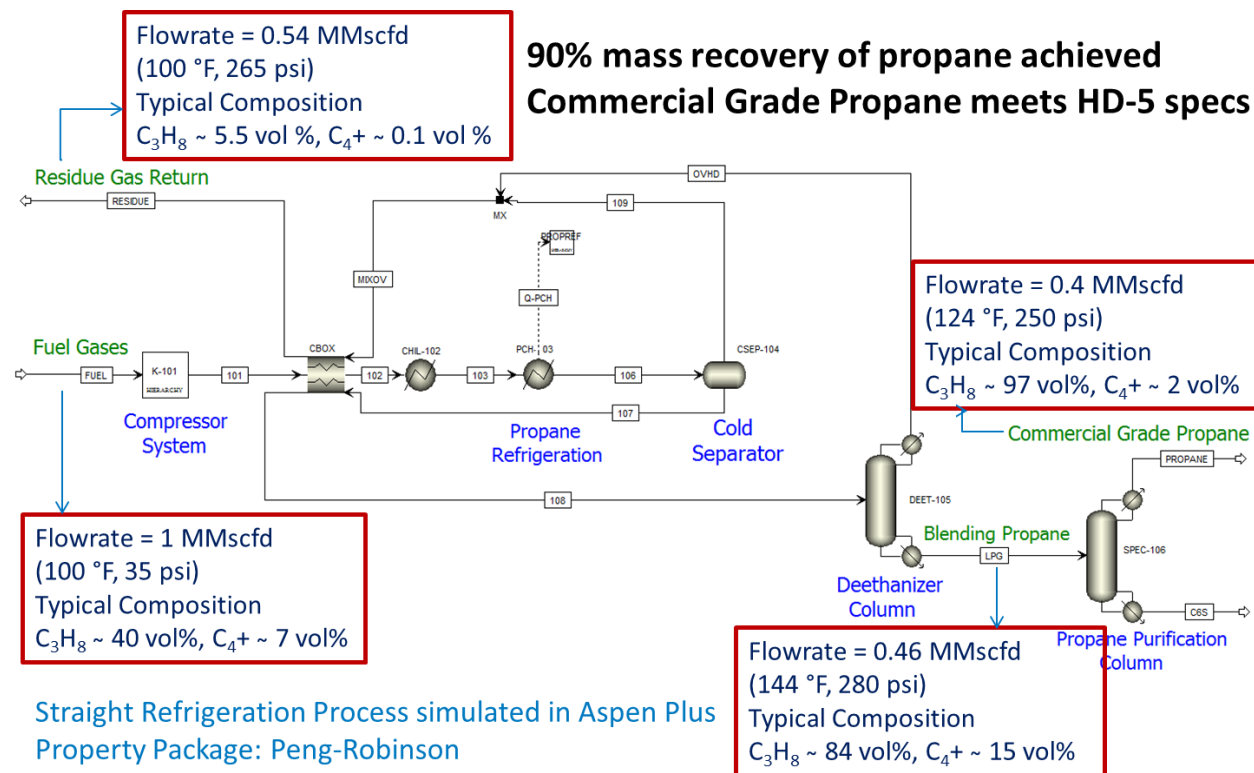 Flowrate = 0.54 MMscfd
(100 °F, 265 psi)
Typical Composition
C₃H₈ ~ 5.5 vol %, C₄+ ~ 0.1 vol %
90% mass recovery of propane achieved
Commercial Grade Propane meets HD-5 specs
Residue Gas Return
RESIDUE
OVHD
MX
109
PROPREF
HIERARCHY
MIXOV
Q-PCH
Flowrate = 0.4 MMscfd
(124 °F, 250 psi)
Typical Composition
C₃H₈ ~ 97 vol%, C₄+ ~ 2 vol%
Fuel Gases
FUEL
K-101
HIERARCHY
101
CBOX
102
CHIL-102
103
106
CSEP-104
107
Compressor
System
Propane
Refrigeration
Cold
Separator
Commercial Grade Propane
PROPANE
108
DEET-105
Blending Propane
LPG
SPEC-106
C6S
Deethanizer
Column
Propane Purification
Column
Flowrate = 1 MMscfd
(100 °F, 35 psi)
Typical Composition
C₃H₈ ~ 40 vol%, C₄+ ~ 7 vol%
Flowrate = 0.46 MMscfd
(144 °F, 280 psi)
Typical Composition
C₃H₈ ~ 84 vol%, C₄+ ~ 15 vol%
Straight Refrigeration Process simulated in Aspen Plus
Property Package: Peng-Robinson